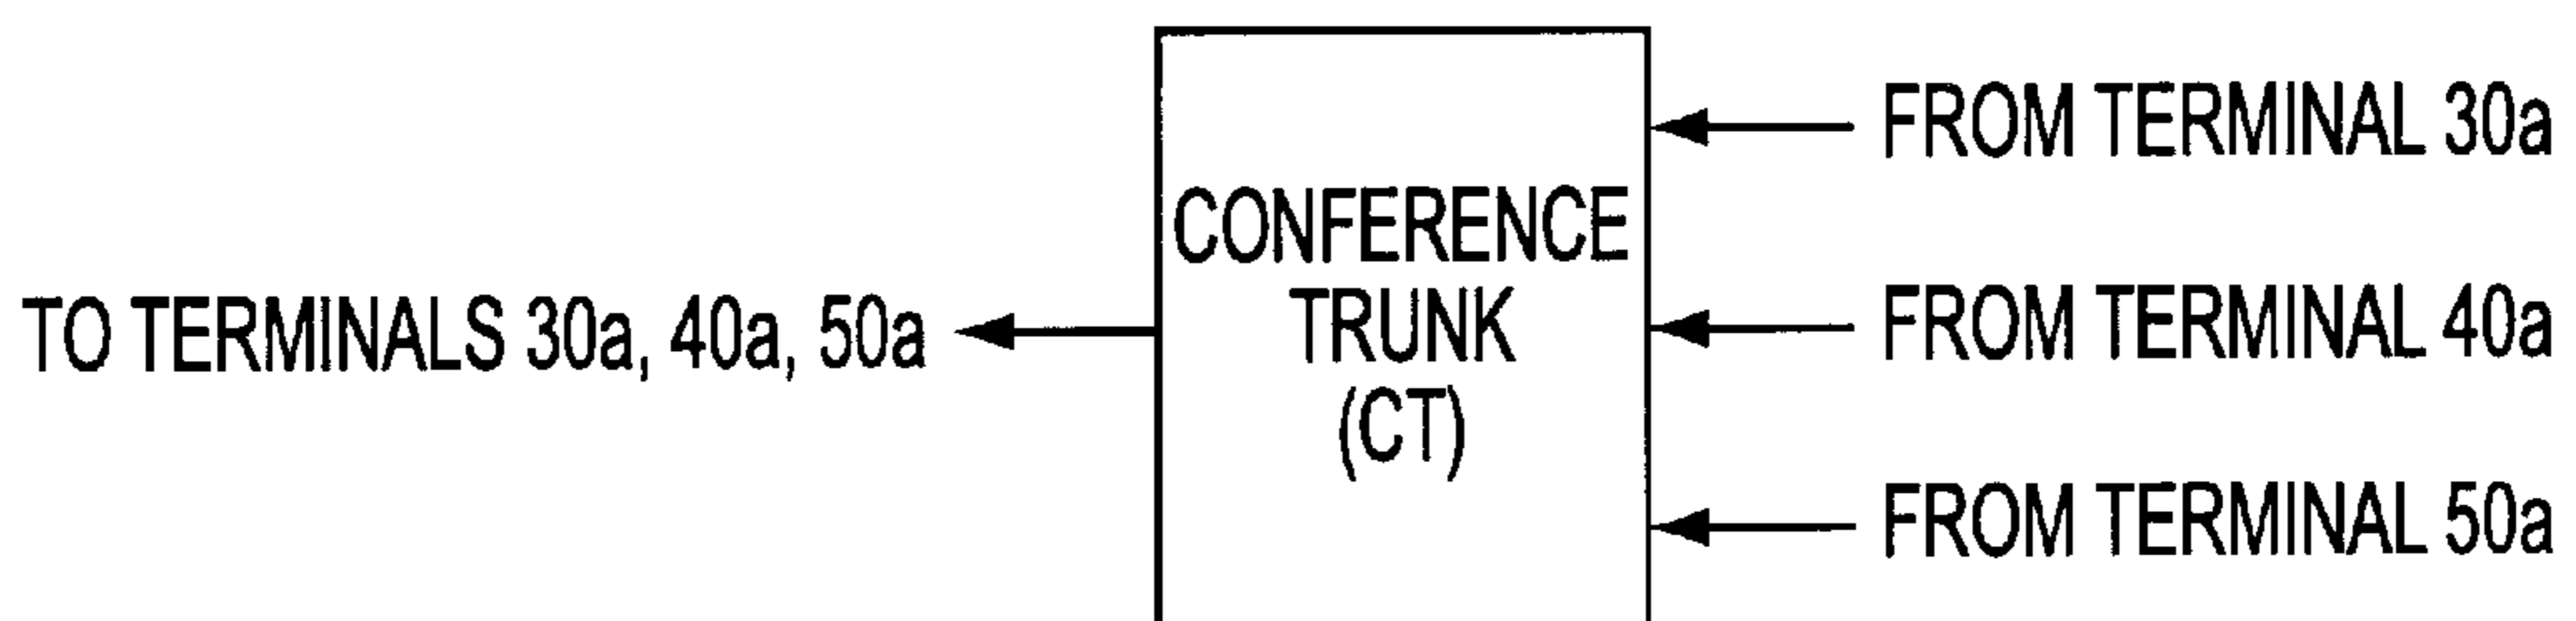 FROM TERMINAL 30a
CONFERENCE
TRUNK
(CT)
TO TERMINALS 30a, 40a, 50a
FROM TERMINAL 40a
FROM TERMINAL 50a